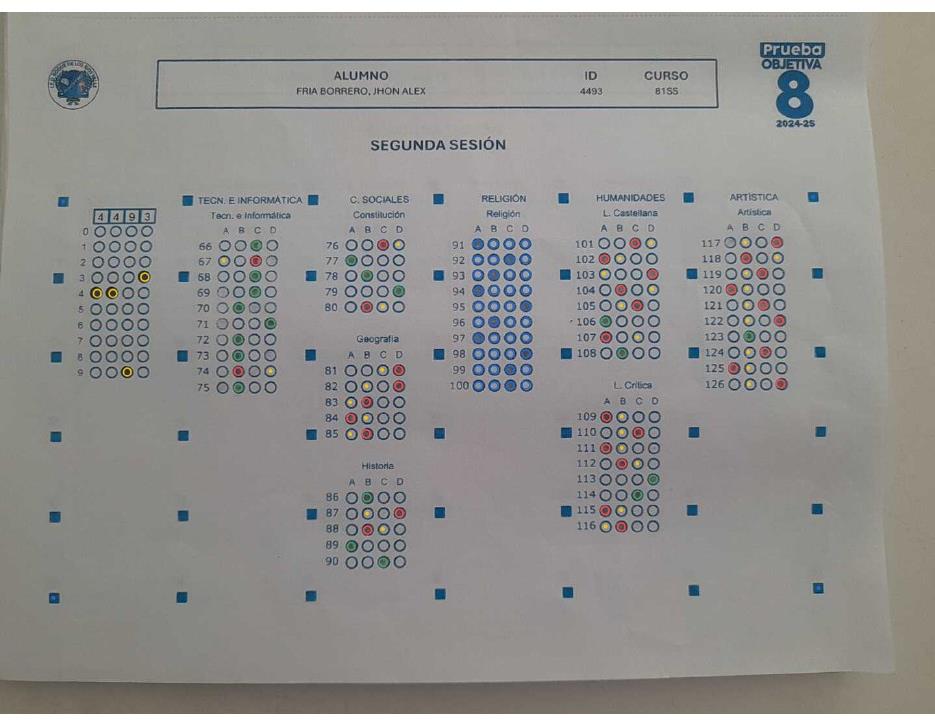 Prueba
OBJETIVA
8
2024-25
ALUMNO ID CURSO
FRIA BORRERO, JHON ALEX 4493 81SS
SEGUNDA SESIÓN
4 4 9 3
0
1
2
3
4
5
6
7
8
9
TECN. E INFORMÁTICA
Tecn. e Informática
A B C D
66
67
68
69
70
71
72
73
74
75
C. SOCIALES
Constitución
A B C D
76
77
78
79
80
Geografía
A B C D
81
82
83
84
85
Historia
A B C D
86
87
88
89
90
RELIGIÓN
Religión
A B C D
91
92
93
94
95
96
97
98
99
100
HUMANIDADES
L. Castellana
A B C D
101
102
103
104
105
106
107
108
L. Crítica
A B C D
109
110
111
112
113
114
115
116
ARTÍSTICA
Artística
A B C D
117
118
119
120
121
122
123
124
125
126